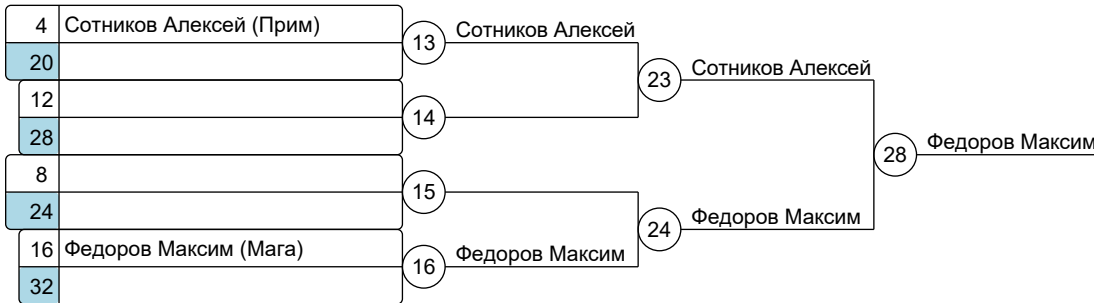 4 Сотников Алексей (Прим)
13 Сотников Алексей
20
23 Сотников Алексей
12
14
28
28 Федоров Максим
8
15
24
24 Федоров Максим
16 Федоров Максим (Мага)
16 Федоров Максим
32